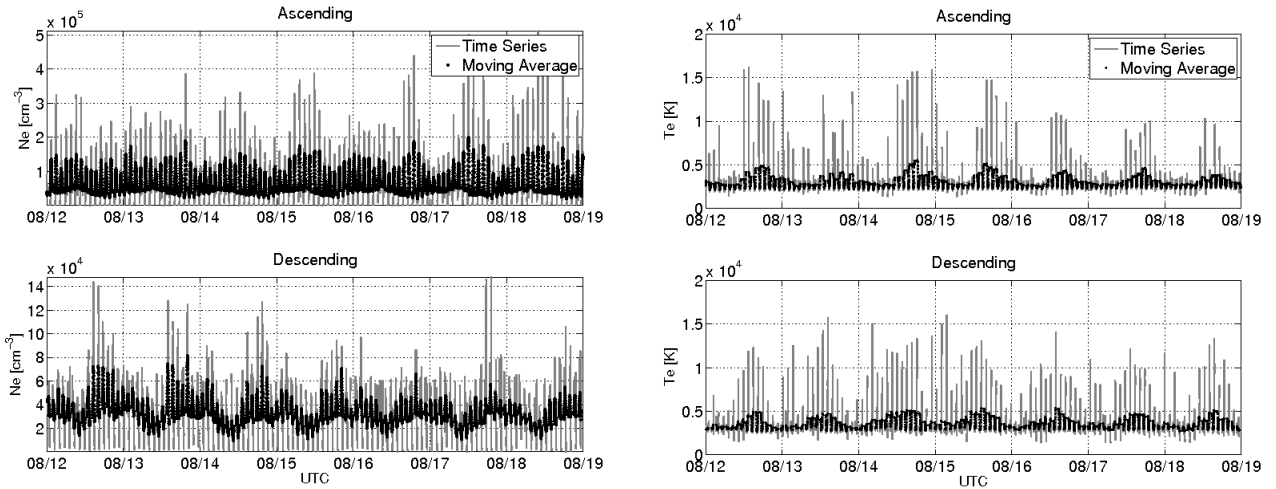 Ascending
x 10^5
Ne [cm^-3]
5
4
3
2
1
Time Series
Moving Average
08/12 08/13 08/14 08/15 08/16 08/17 08/18 08/19
Ascending
x 10^4
Te [K]
2
1.5
1
0.5
0
Time Series
Moving Average
08/12 08/13 08/14 08/15 08/16 08/17 08/18 08/19
Descending
x 10^4
Ne [cm^-3]
14
12
10
8
6
4
2
08/12 08/13 08/14 08/15 08/16 08/17 08/18 08/19
UTC
Descending
x 10^4
Te [K]
2
1.5
1
0.5
0
08/12 08/13 08/14 08/15 08/16 08/17 08/18 08/19
UTC